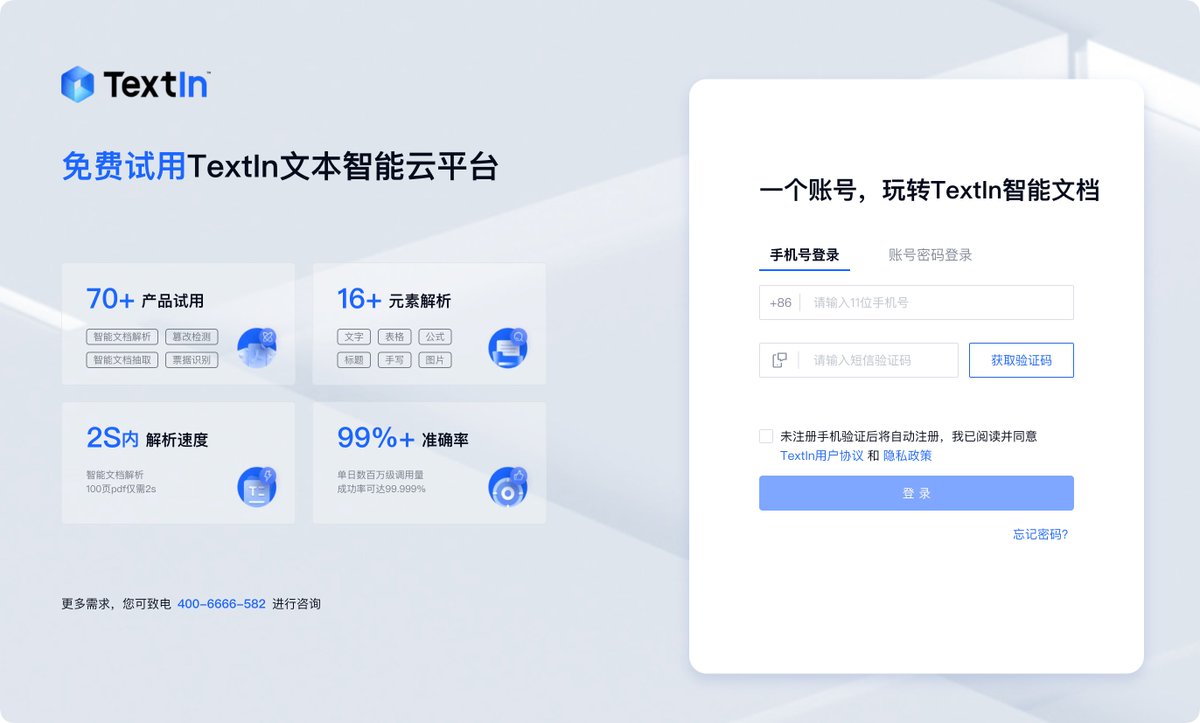 TextIn™
免费试用TextIn文本智能云平台
70+ 产品试用
智能文档解析 篡改检测
智能文档抽取 票据识别
16+ 元素解析
文字 表格 公式
标题 手写 图片
2S内 解析速度
智能文档解析
100页pdf仅需2s
99%+ 准确率
单日数百万级调用量
成功率可达99.999%
更多需求，您可致电 400-6666-582 进行咨询
一个账号，玩转TextIn智能文档
手机号登录 账号密码登录
+86 请输入11位手机号
请输入短信验证码 获取验证码
未注册手机验证后将自动注册，我已阅读并同意
TextIn用户协议 和 隐私政策
登 录
忘记密码?